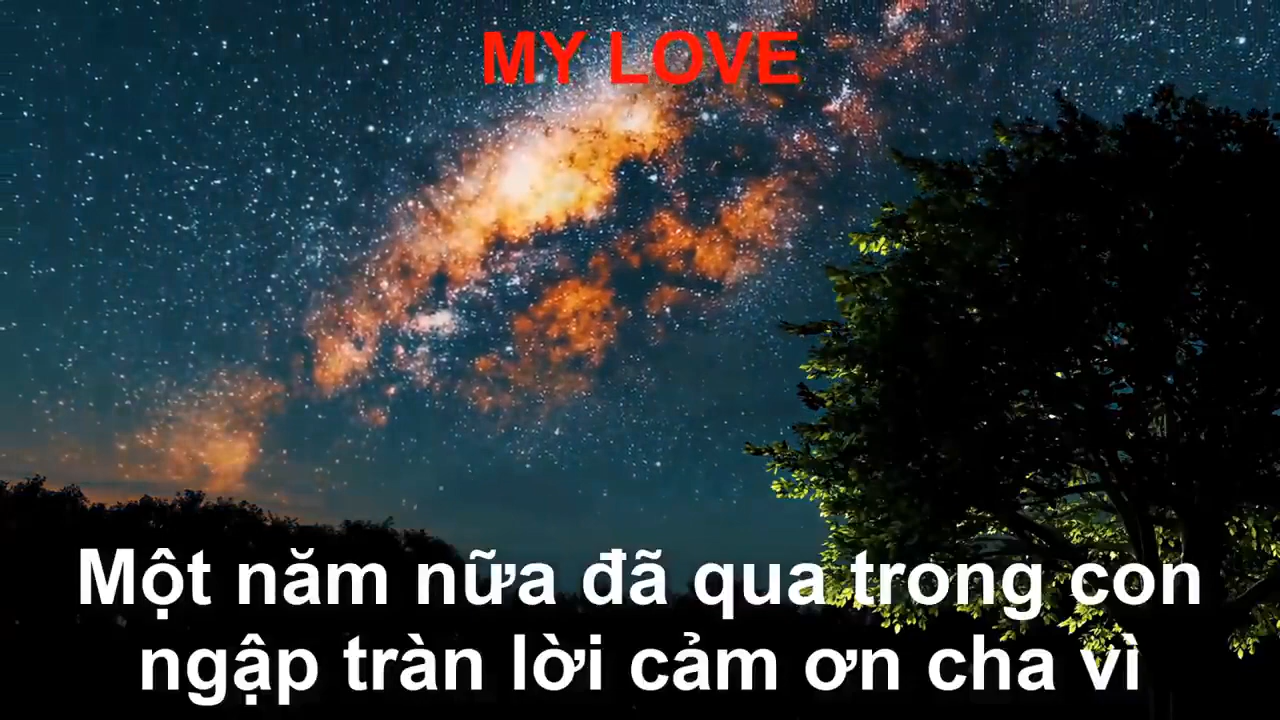 MY LOVE
Một năm nữa đã qua trong con
ngập tràn lời cảm ơn cha vì